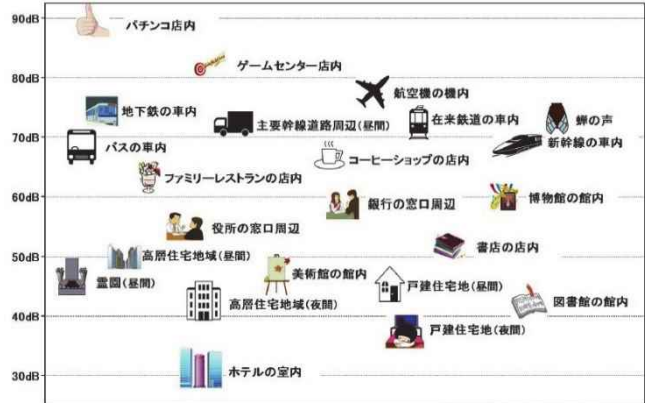 90dB
パチンコ店内
ゲームセンター店内
80dB
航空機の機内
地下鉄の車内
主要幹線道路周辺(昼間)
在来鉄道の車内
蝉の声
70dB
バスの車内
コーヒーショップの店内
新幹線の車内
ファミリーレストランの店内
60dB
銀行の窓口周辺
博物館の館内
役所の窓口周辺
書店の店内
50dB
高層住宅地域(昼間)
霊園(昼間)
美術館の館内
戸建住宅地(昼間)
高層住宅地域(夜間)
図書館の館内
40dB
戸建住宅地(夜間)
ホテルの室内
30dB